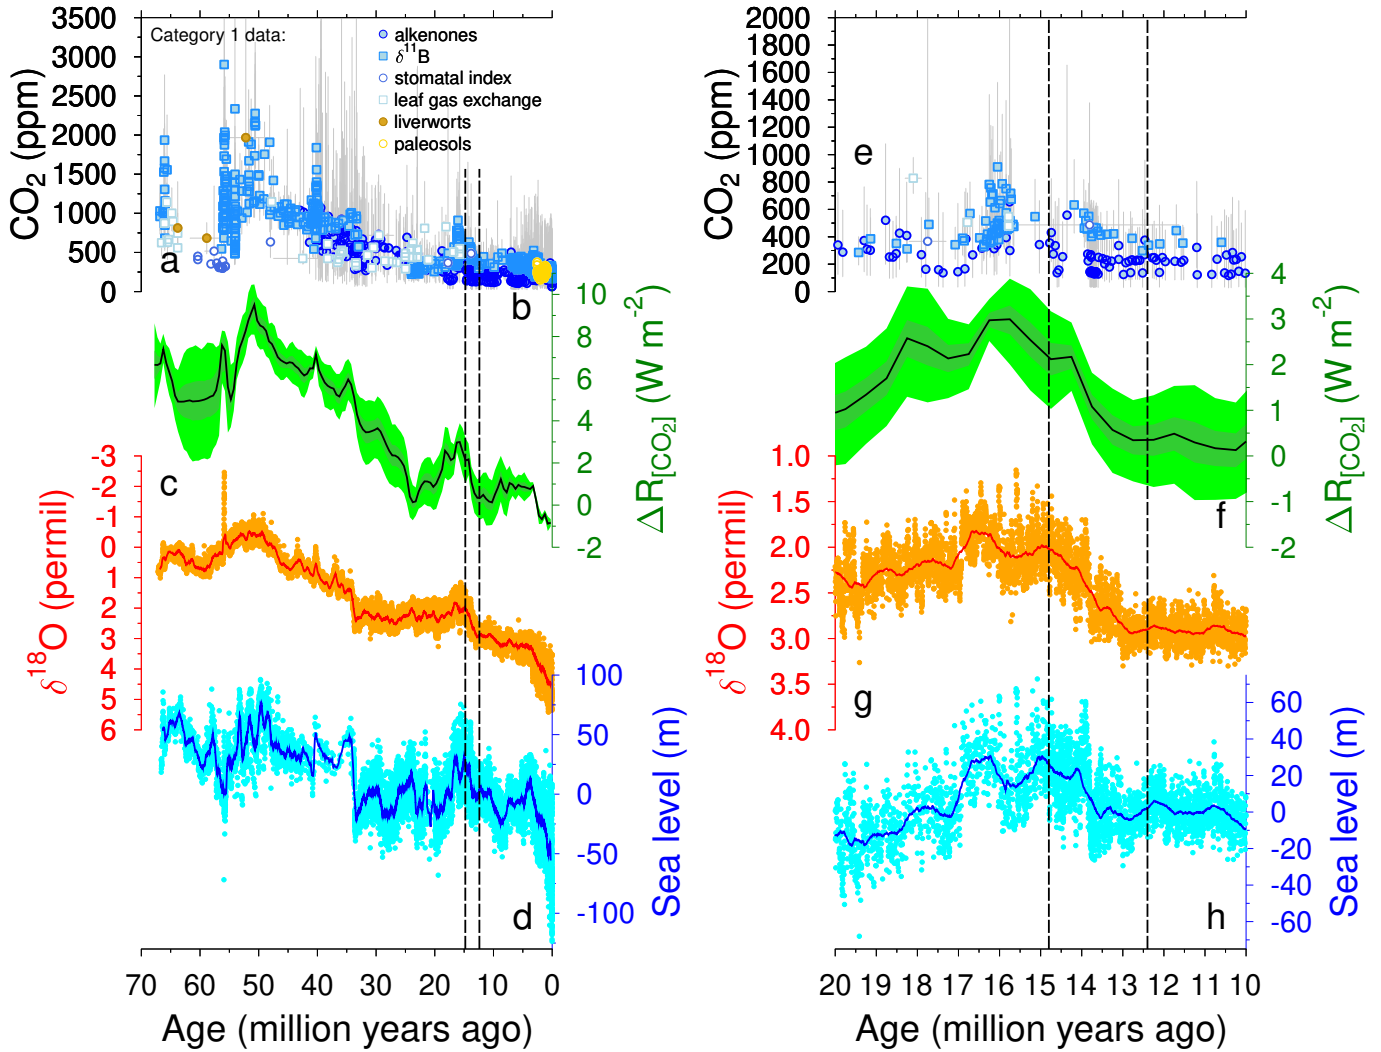 3500
3000
2500
2000
1500
1000
500
0
CO2 (ppm)
Category 1 data:
alkenones
δ11B
stomatal index
leaf gas exchange
liverworts
paleosols
a
b
10
8
6
4
2
0
-2
ΔR[CO2] (W m-2)
-3
-2
-1
0
1
2
3
4
5
6
δ18O (permil)
c
100
50
0
-50
-100
Sea level (m)
d
70 60 50 40 30 20 10 0
Age (million years ago)
2000
1800
1600
1400
1200
1000
800
600
400
200
0
CO2 (ppm)
e
4
3
2
1
0
-1
-2
ΔR[CO2] (W m-2)
f
1.0
1.5
2.0
2.5
3.0
3.5
4.0
δ18O (permil)
g
60
40
20
0
-20
-40
-60
Sea level (m)
h
20 19 18 17 16 15 14 13 12 11 10
Age (million years ago)